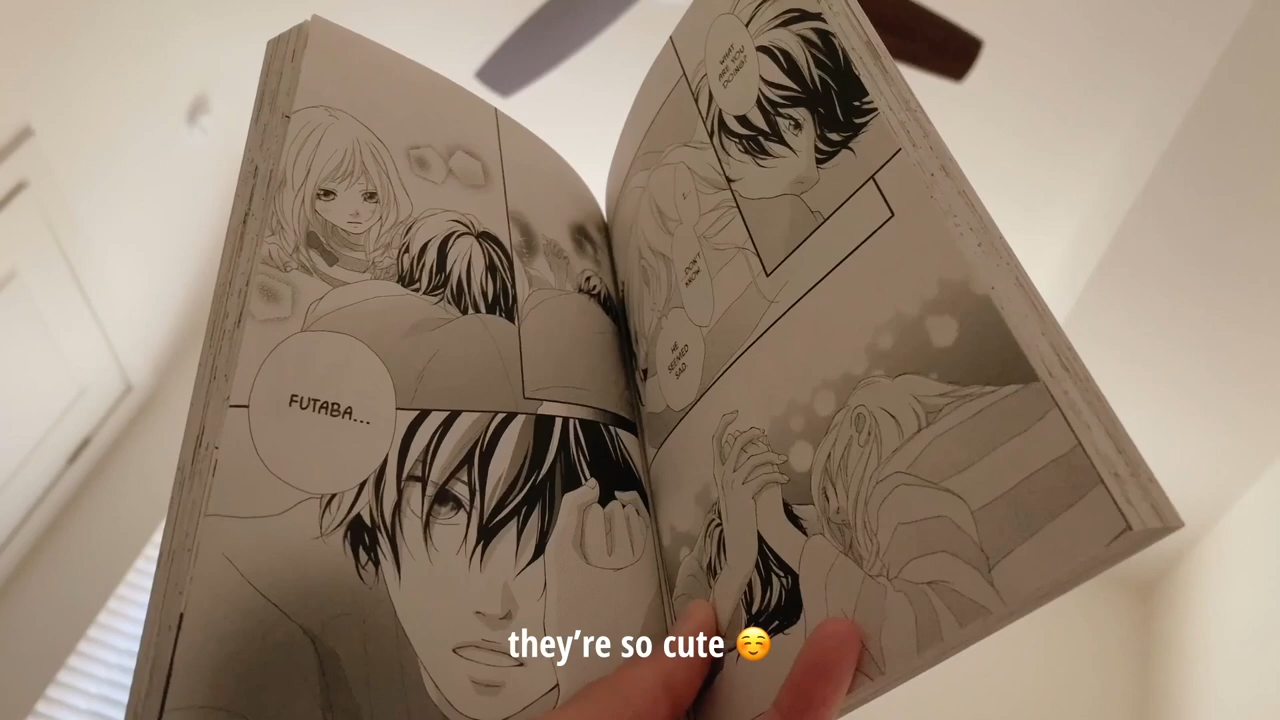 WHAT
ARE YOU
DOING?
I
DON'T
KNOW
HE
SEEMED
SAD.
FUTABA...
they're so cute ☺️